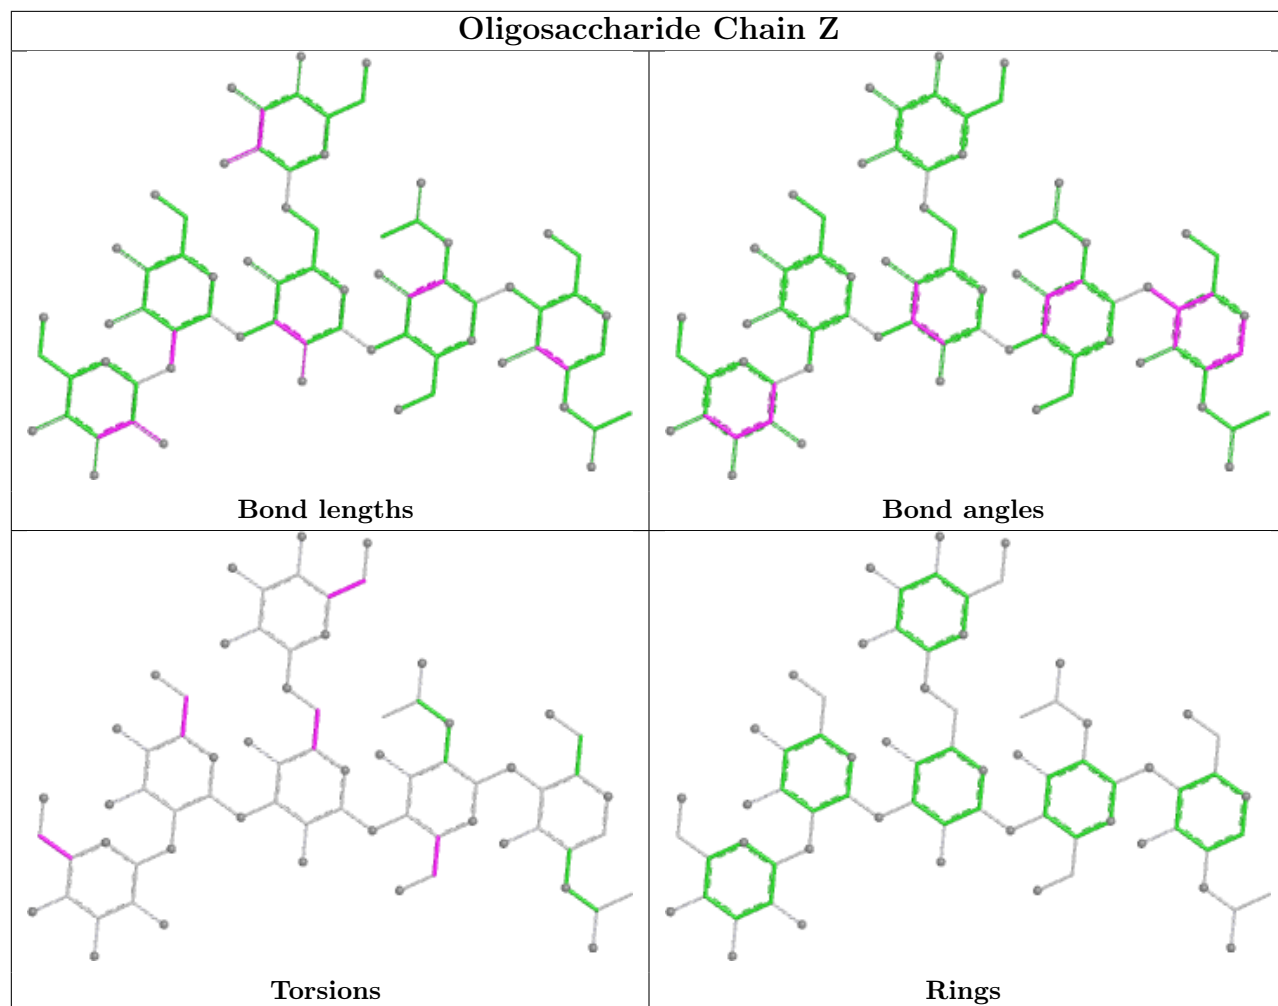 Oligosaccharide Chain Z
Bond lengths
Bond angles
Torsions
Rings